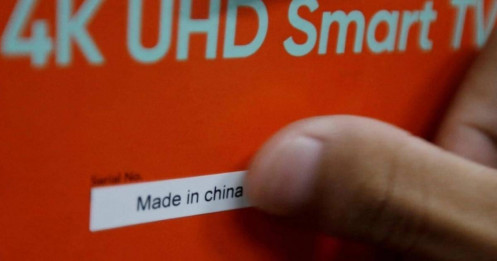 4K UHD Smart TV
Serial No.
Made in china